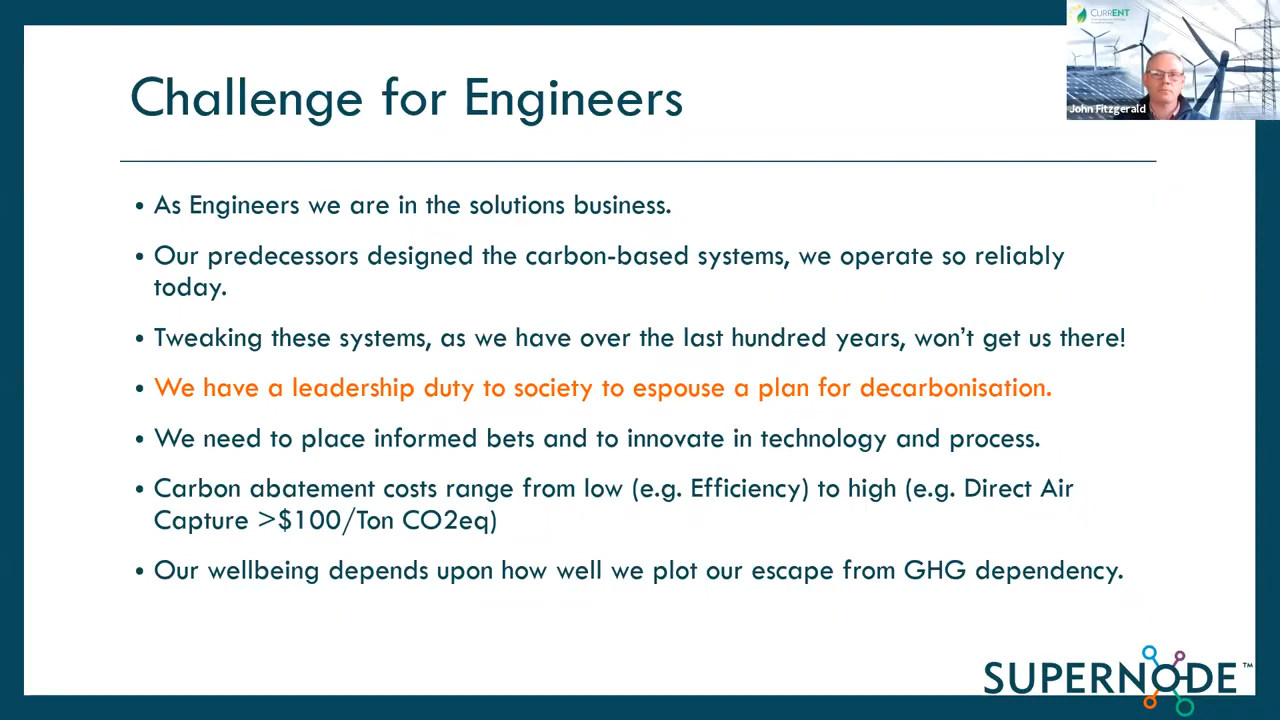 CurrENT
John Fitzgerald
Challenge for Engineers
• As Engineers we are in the solutions business.
• Our predecessors designed the carbon-based systems, we operate so reliably
today.
• Tweaking these systems, as we have over the last hundred years, won’t get us there!
• We have a leadership duty to society to espouse a plan for decarbonisation.
• We need to place informed bets and to innovate in technology and process.
• Carbon abatement costs range from low (e.g. Efficiency) to high (e.g. Direct Air
Capture >$100/Ton CO2eq)
• Our wellbeing depends upon how well we plot our escape from GHG dependency.
SUPERNODE™